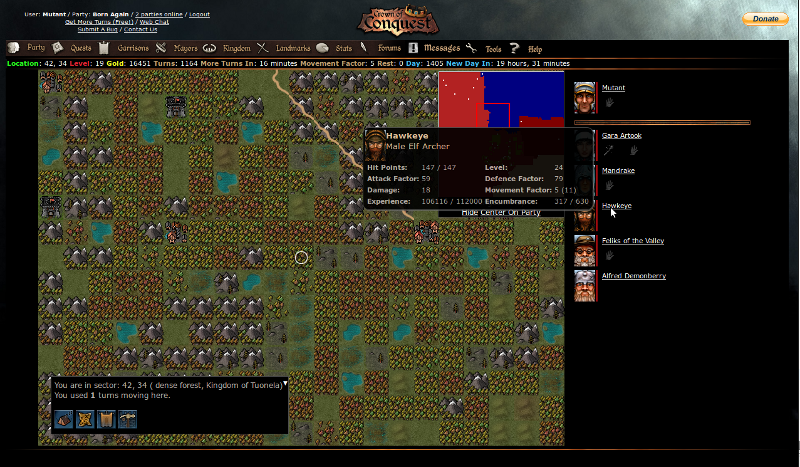 User: Mutant / Party: Born Again / 2 parties online / Logout
Get More Turns (Free!) / Web Chat
Submit A Bug / Contact Us
Crown of Conquest
Donate
Party Quests Garrisons Mayors Kingdom Landmarks Stats Forums Messages Tools Help
Location: 42, 34 Level: 19 Gold: 16451 Turns: 1164 More Turns In: 16 minutes Movement Factor: 5 Rest: 0 Day: 1405 New Day In: 19 hours, 31 minutes
Mutant
Gara Artook
Mandrake
Hawkeye
Feliks of the Valley
Alfred Demonberry
Hawkeye
Male Elf Archer
Hit Points: 147 / 147 Level: 24
Attack Factor: 59 Defence Factor: 79
Damage: 18 Movement Factor: 5 (11)
Experience: 106116 / 112000 Encumbrance: 317 / 630
Hide Center On Party
You are in sector: 42, 34 ( dense forest, Kingdom of Tuonela)
You used 1 turns moving here.